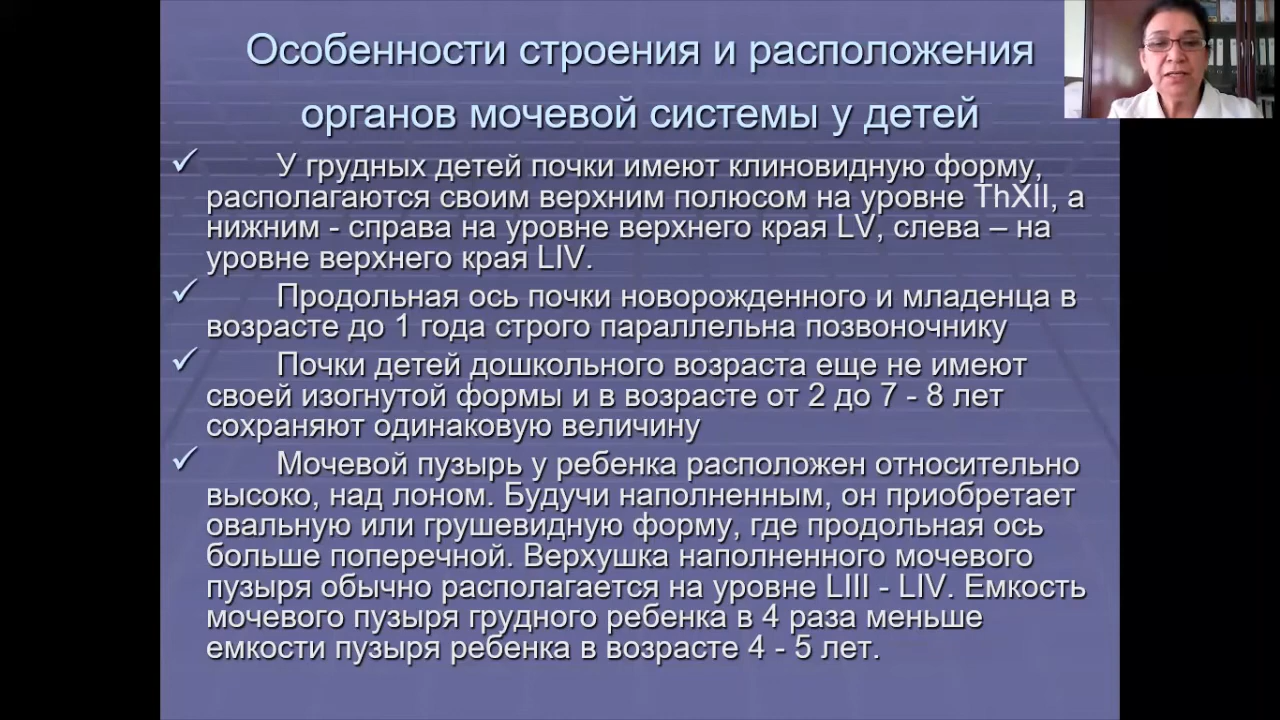 Особенности строения и расположения
органов мочевой системы у детей
У грудных детей почки имеют клиновидную форму,
располагаются своим верхним полюсом на уровне ThXII, а
нижним - справа на уровне верхнего края LV, слева – на
уровне верхнего края LIV.
Продольная ось почки новорожденного и младенца в
возрасте до 1 года строго параллельна позвоночнику
Почки детей дошкольного возраста еще не имеют
своей изогнутой формы и в возрасте от 2 до 7 - 8 лет
сохраняют одинаковую величину
Мочевой пузырь у ребенка расположен относительно
высоко, над лоном. Будучи наполненным, он приобретает
овальную или грушевидную форму, где продольная ось
больше поперечной. Верхушка наполненного мочевого
пузыря обычно располагается на уровне LIII - LIV. Емкость
мочевого пузыря грудного ребенка в 4 раза меньше
емкости пузыря ребенка в возрасте 4 - 5 лет.